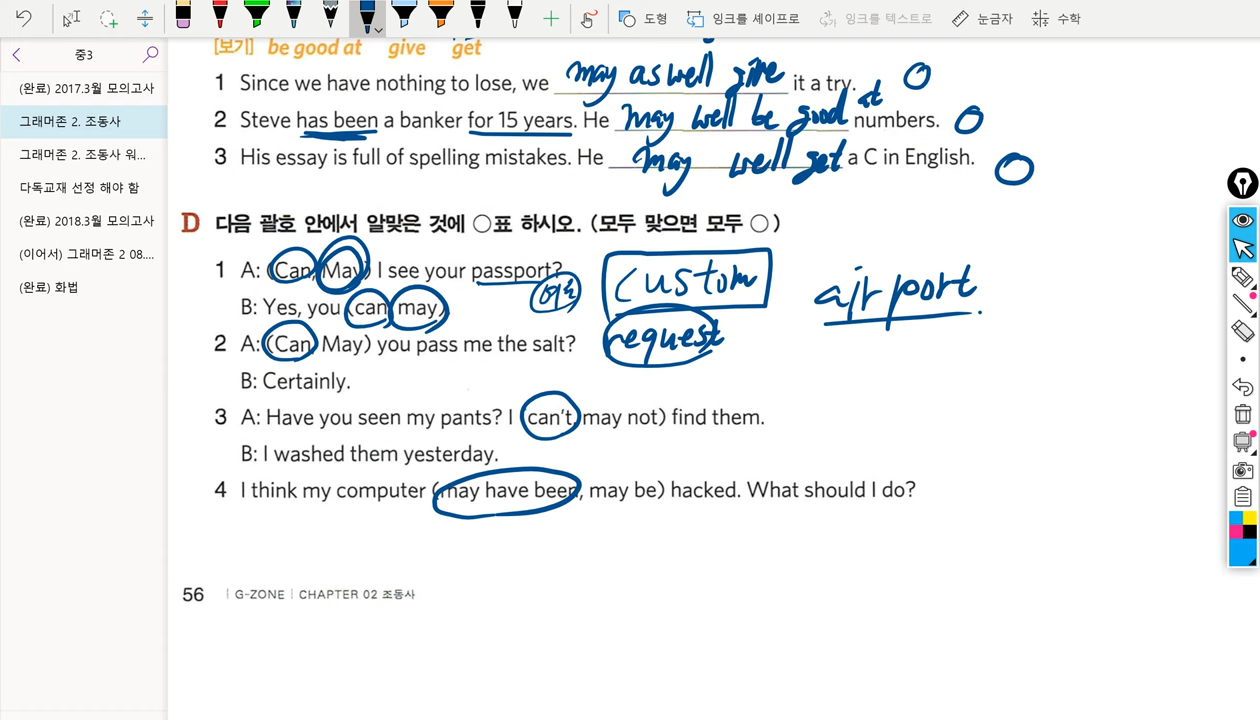 도형 잉크를 셰이프로 잉크를 텍스트로 눈금자 수학
중3
(완료) 2017.3월 모의고사
그래머존 2. 조동사
그래머존 2. 조동사 워...
다독교재 선정 해야 함
(완료) 2018.3월 모의고사
(이어서) 그래머존 2 08....
(완료) 화법
[보기] be good at give get
1 Since we have nothing to lose, we may as well give it a try.
2 Steve has been a banker for 15 years. He may well be good at numbers.
3 His essay is full of spelling mistakes. He may well get a C in English.
D 다음 괄호 안에서 알맞은 것에 ○표 하시오. (모두 맞으면 모두 ○)
1 A: (Can, May) I see your passport?
여권
custom
airport
B: Yes, you (can, may).
request
2 A: (Can, May) you pass me the salt?
B: Certainly.
3 A: Have you seen my pants? I (can't, may not) find them.
B: I washed them yesterday.
4 I think my computer (may have been, may be) hacked. What should I do?
56 G-ZONE CHAPTER 02 조동사